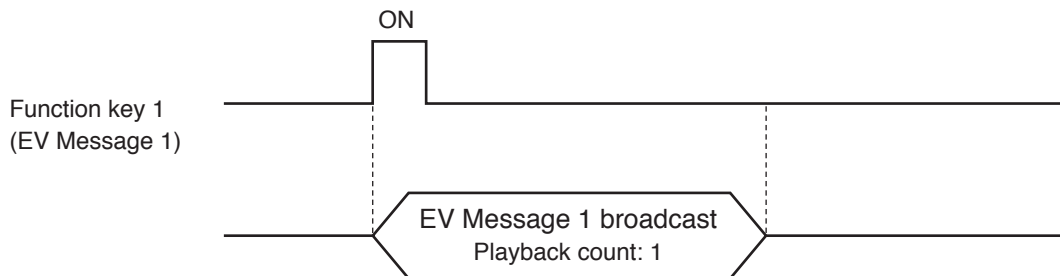 ON
Function key 1
(EV Message 1)
EV Message 1 broadcast
Playback count: 1